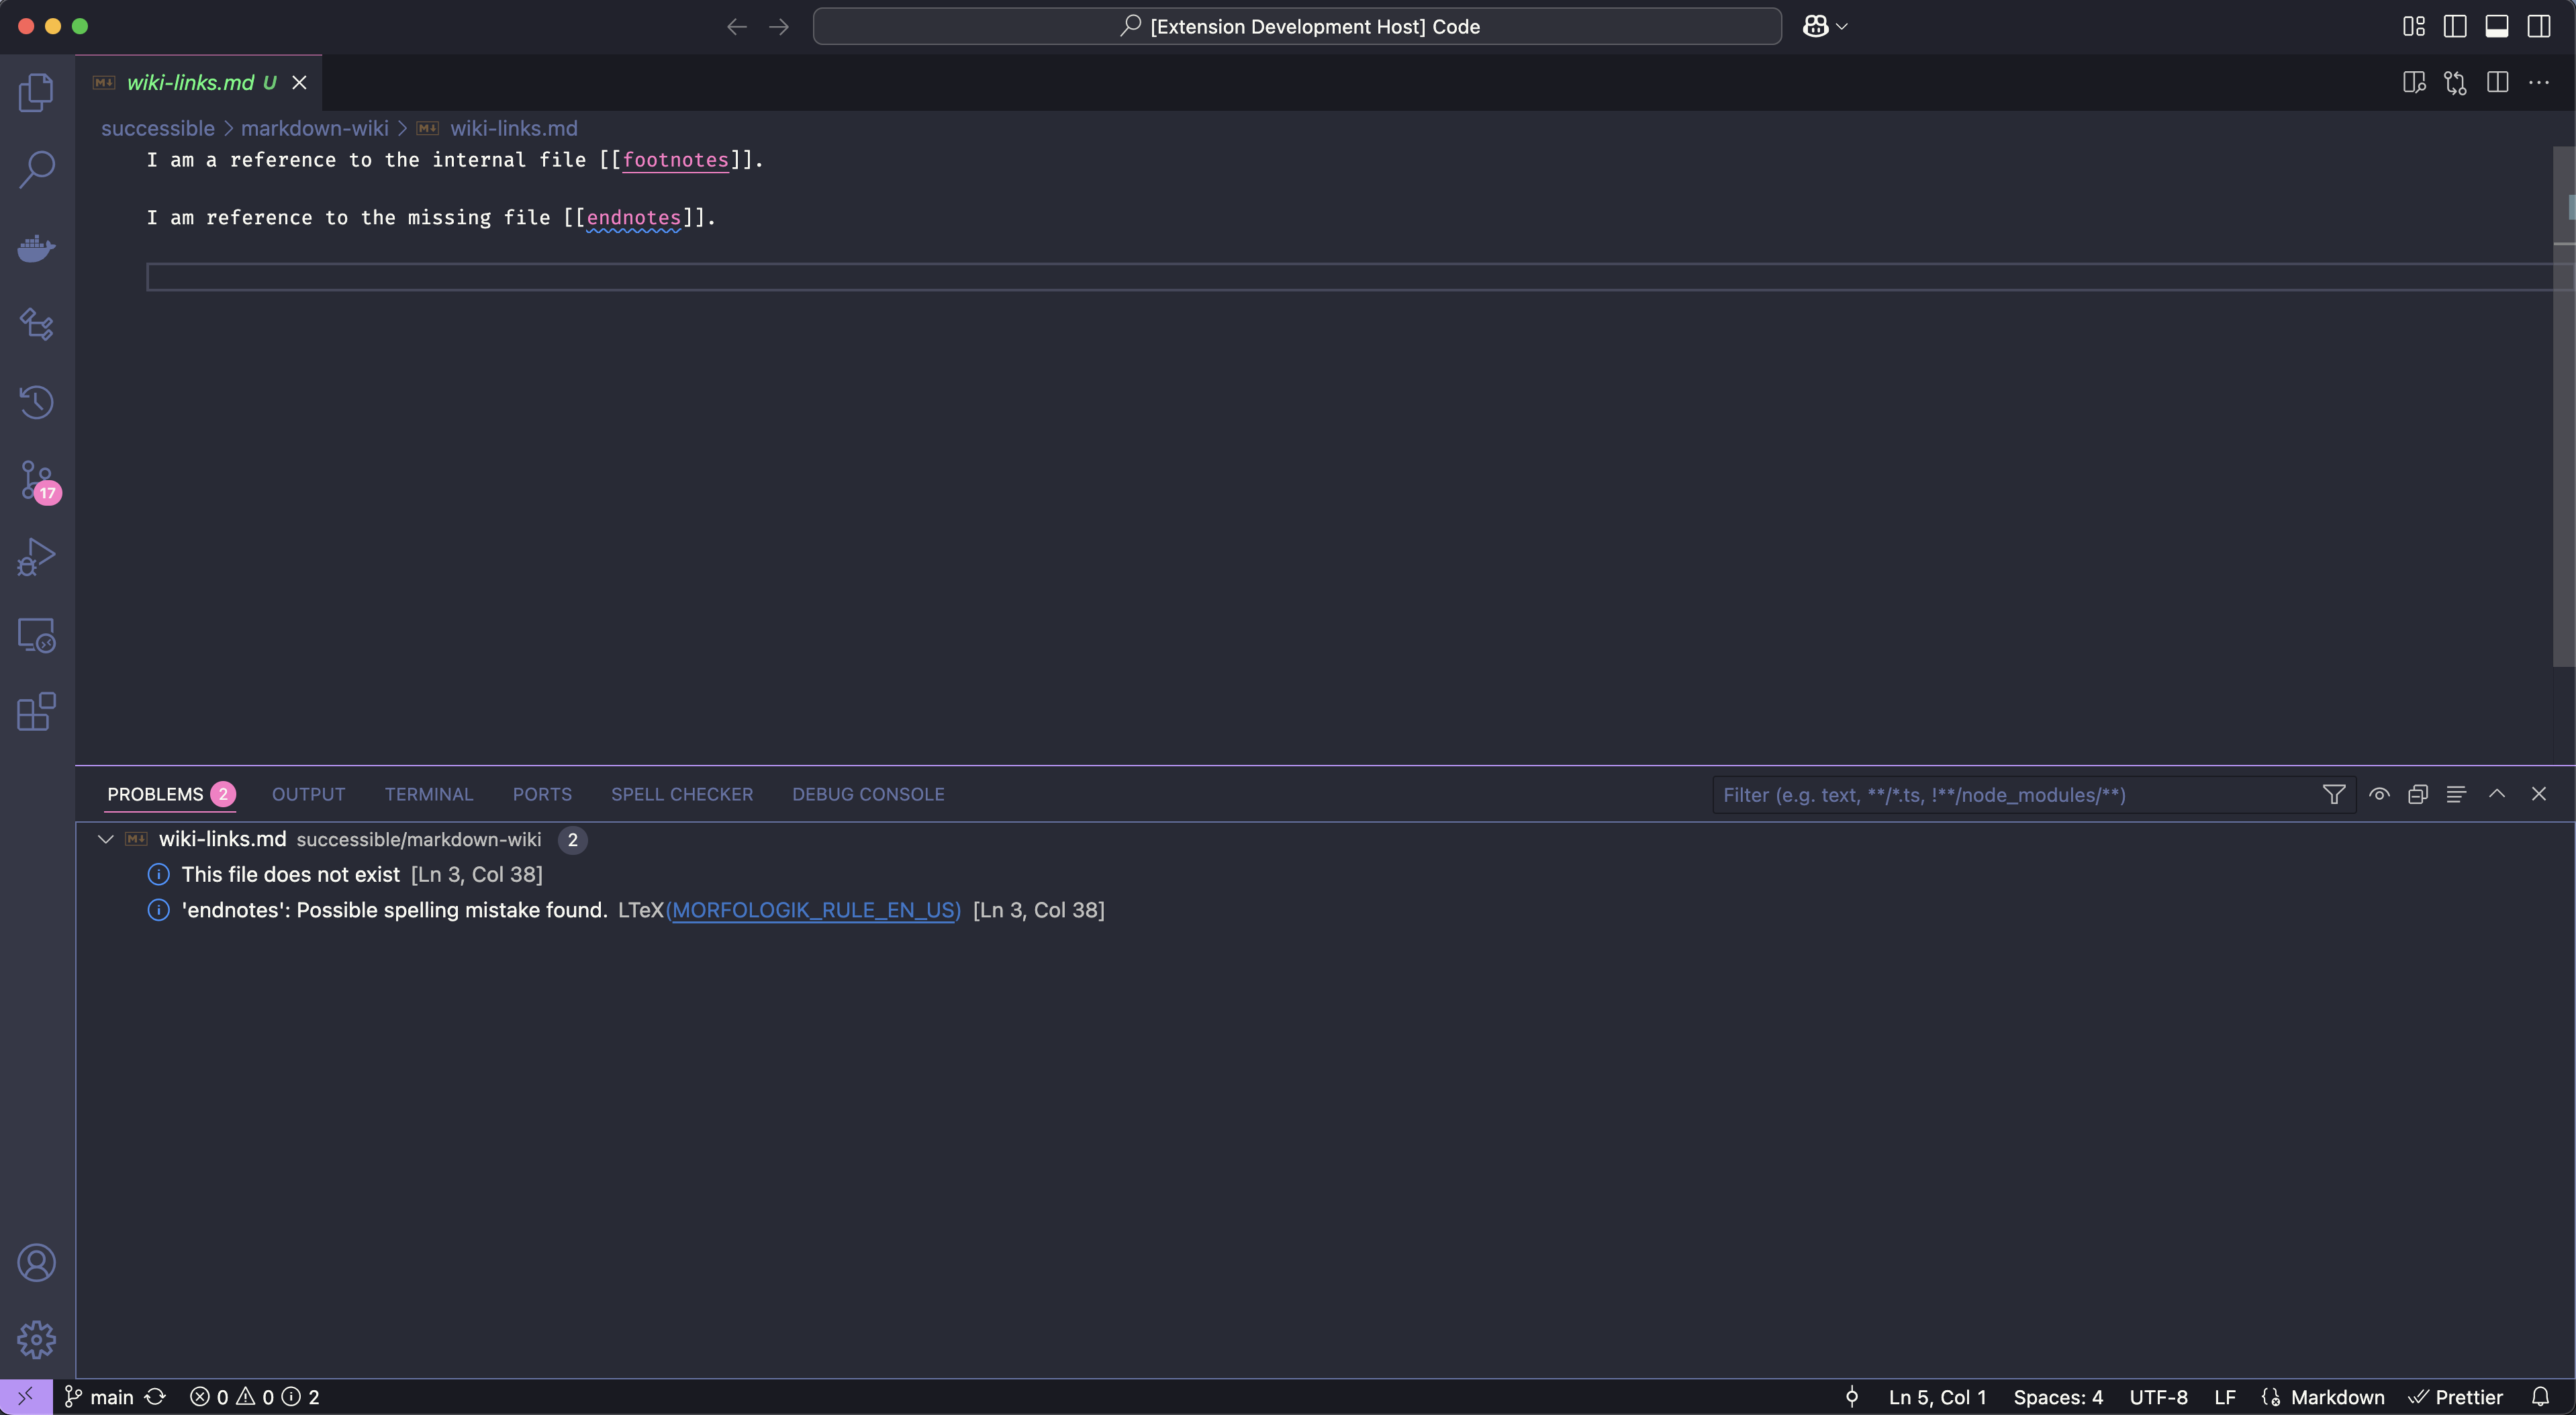 [Extension Development Host] Code
wiki-links.md U
successible > markdown-wiki > wiki-links.md
I am a reference to the internal file [[footnotes]].
I am reference to the missing file [[endnotes]].
17
PROBLEMS 2 OUTPUT TERMINAL PORTS SPELL CHECKER DEBUG CONSOLE Filter (e.g. text, **/*.ts, !**/node_modules/**)
wiki-links.md successible/markdown-wiki 2
This file does not exist [Ln 3, Col 38]
'endnotes': Possible spelling mistake found. LTeX(MORFOLOGIK_RULE_EN_US) [Ln 3, Col 38]
main 0 0 2 Ln 5, Col 1 Spaces: 4 UTF-8 LF Markdown Prettier